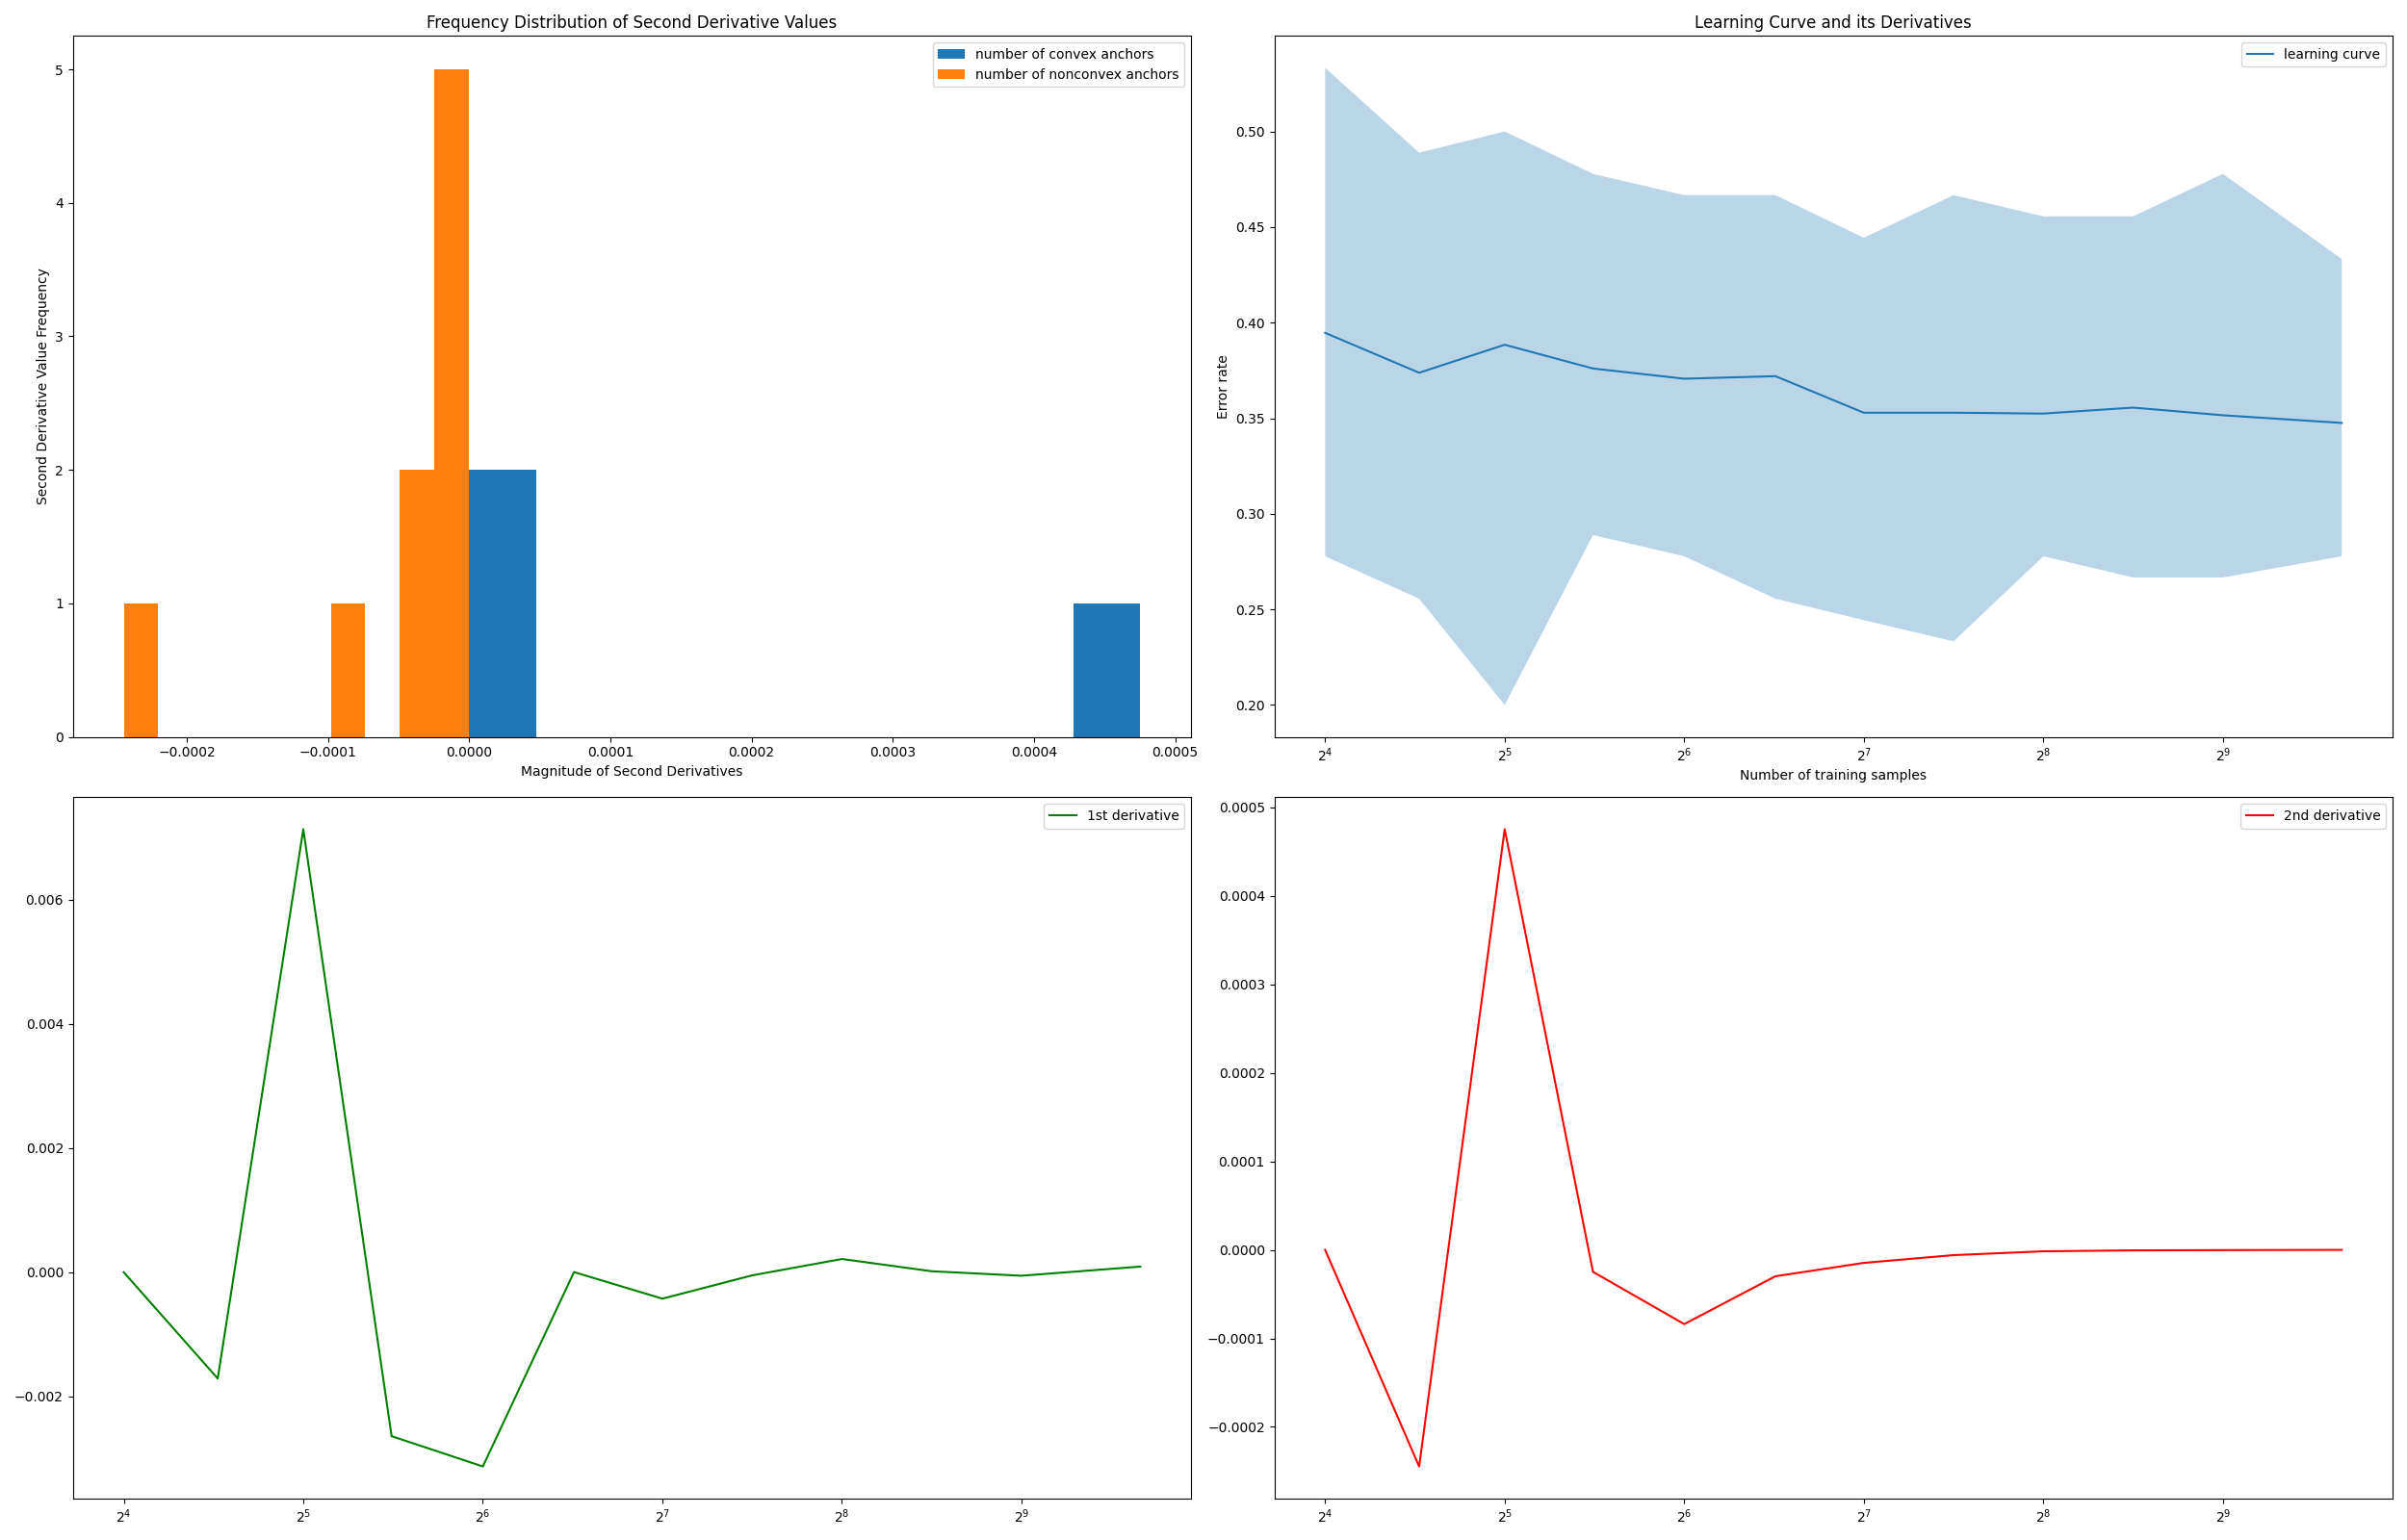 Frequency Distribution of Second Derivative Values
number of convex anchors
number of nonconvex anchors
Second Derivative Value Frequency
5
4
3
2
1
0
−0.0002 −0.0001 0.0000 0.0001 0.0002 0.0003 0.0004 0.0005
Magnitude of Second Derivatives
Learning Curve and its Derivatives
learning curve
Error rate
0.50
0.45
0.40
0.35
0.30
0.25
0.20
2⁴ 2⁵ 2⁶ 2⁷ 2⁸ 2⁹
Number of training samples
1st derivative
0.006
0.004
0.002
0.000
−0.002
2⁴ 2⁵ 2⁶ 2⁷ 2⁸ 2⁹
2nd derivative
0.0005
0.0004
0.0003
0.0002
0.0001
0.0000
−0.0001
−0.0002
2⁴ 2⁵ 2⁶ 2⁷ 2⁸ 2⁹